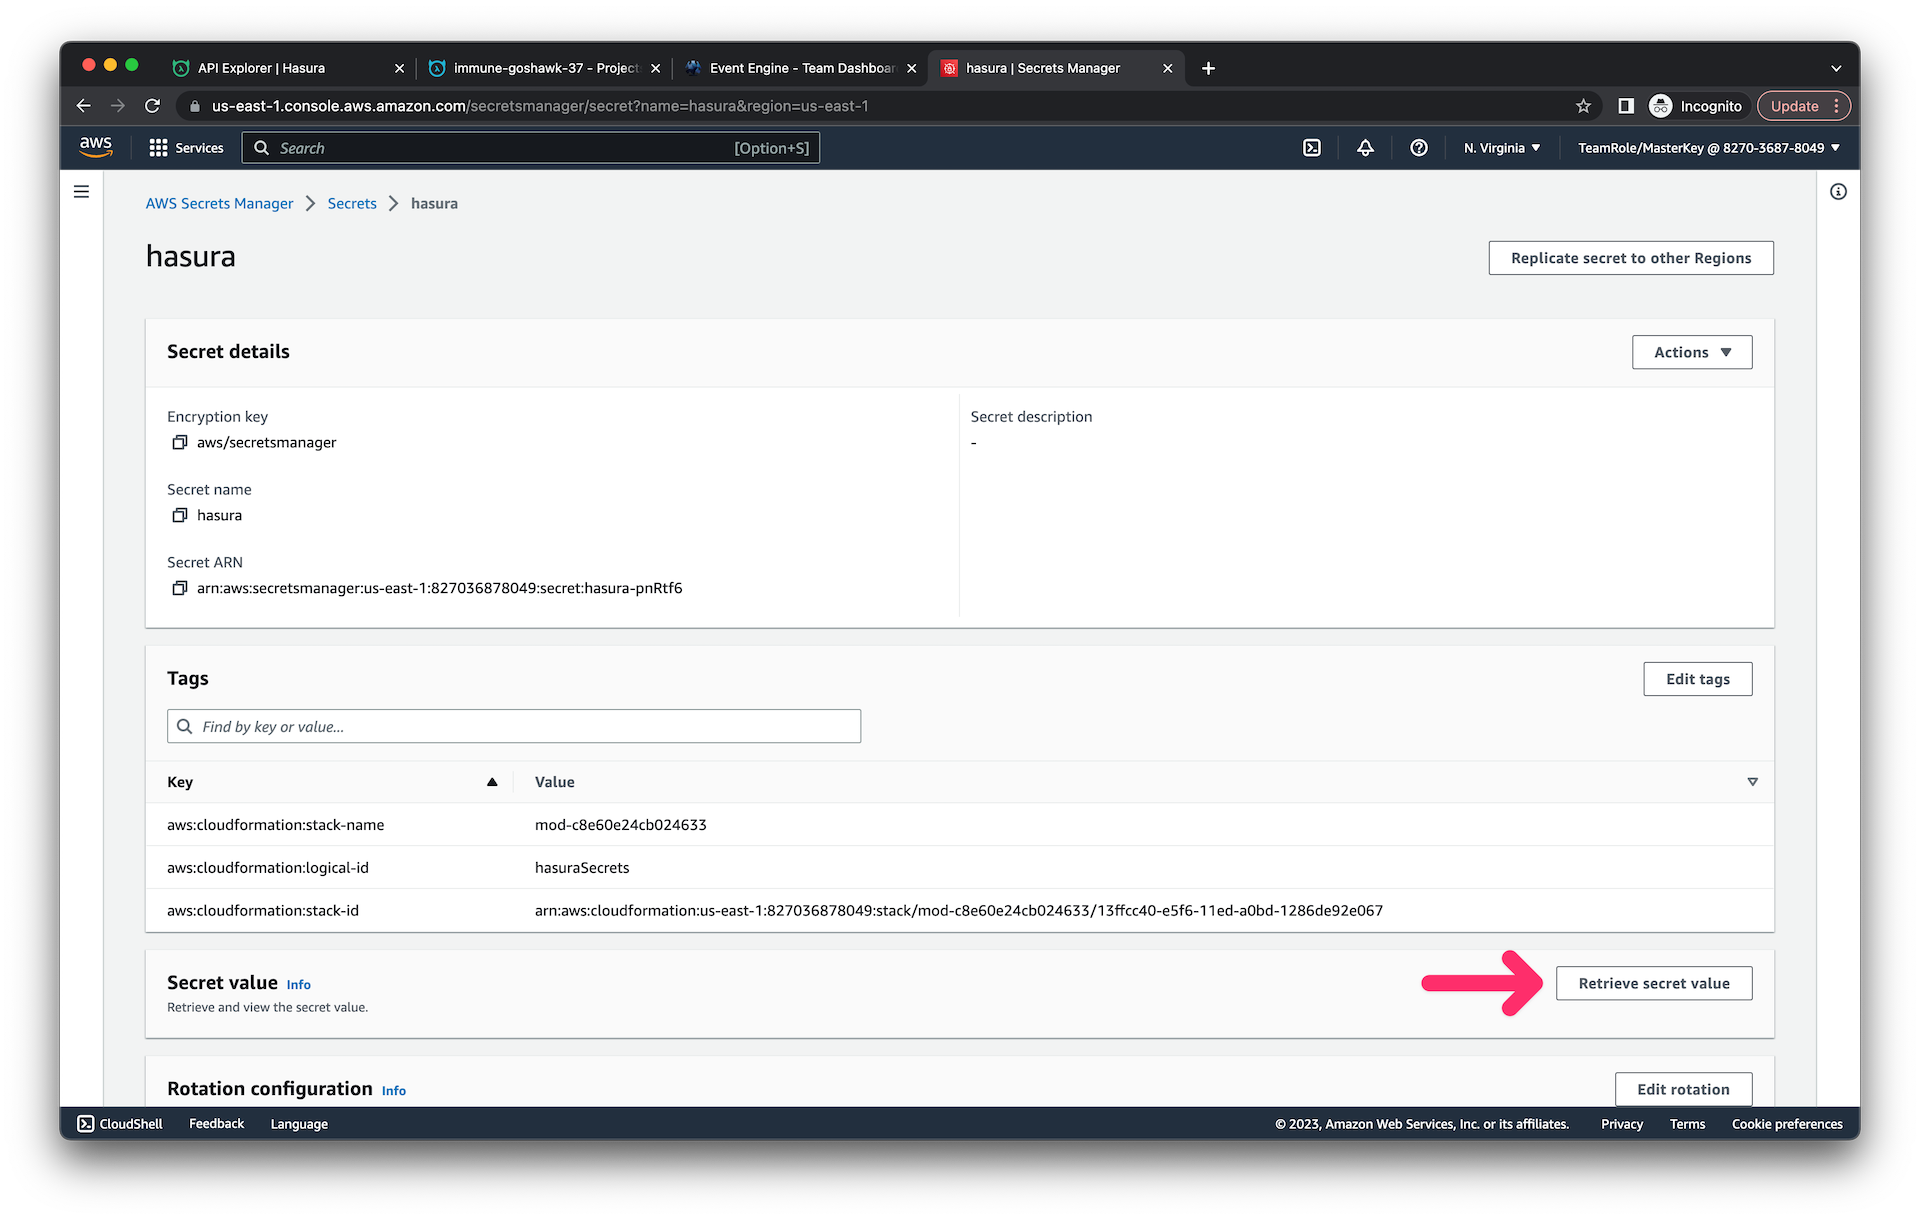 API Explorer | Hasura
immune-goshawk-37 - Project
Event Engine - Team Dashboar
hasura | Secrets Manager
us-east-1.console.aws.amazon.com/secretsmanager/secret?name=hasura&region=us-east-1
Incognito
Update
aws
Services
Search
[Option+S]
N. Virginia
TeamRole/MasterKey @ 8270-3687-8049
AWS Secrets Manager
Secrets
hasura
hasura
Replicate secret to other Regions
Secret details
Actions
Encryption key
aws/secretsmanager
Secret description
-
Secret name
hasura
Secret ARN
arn:aws:secretsmanager:us-east-1:827036878049:secret:hasura-pnRtf6
Tags
Edit tags
Find by key or value...
Key
Value
aws:cloudformation:stack-name
mod-c8e60e24cb024633
aws:cloudformation:logical-id
hasuraSecrets
aws:cloudformation:stack-id
arn:aws:cloudformation:us-east-1:827036878049:stack/mod-c8e60e24cb024633/13ffcc40-e5f6-11ed-a0bd-1286de92e067
Secret value Info
Retrieve and view the secret value.
Retrieve secret value
Rotation configuration Info
Edit rotation
CloudShell
Feedback
Language
© 2023, Amazon Web Services, Inc. or its affiliates.
Privacy
Terms
Cookie preferences